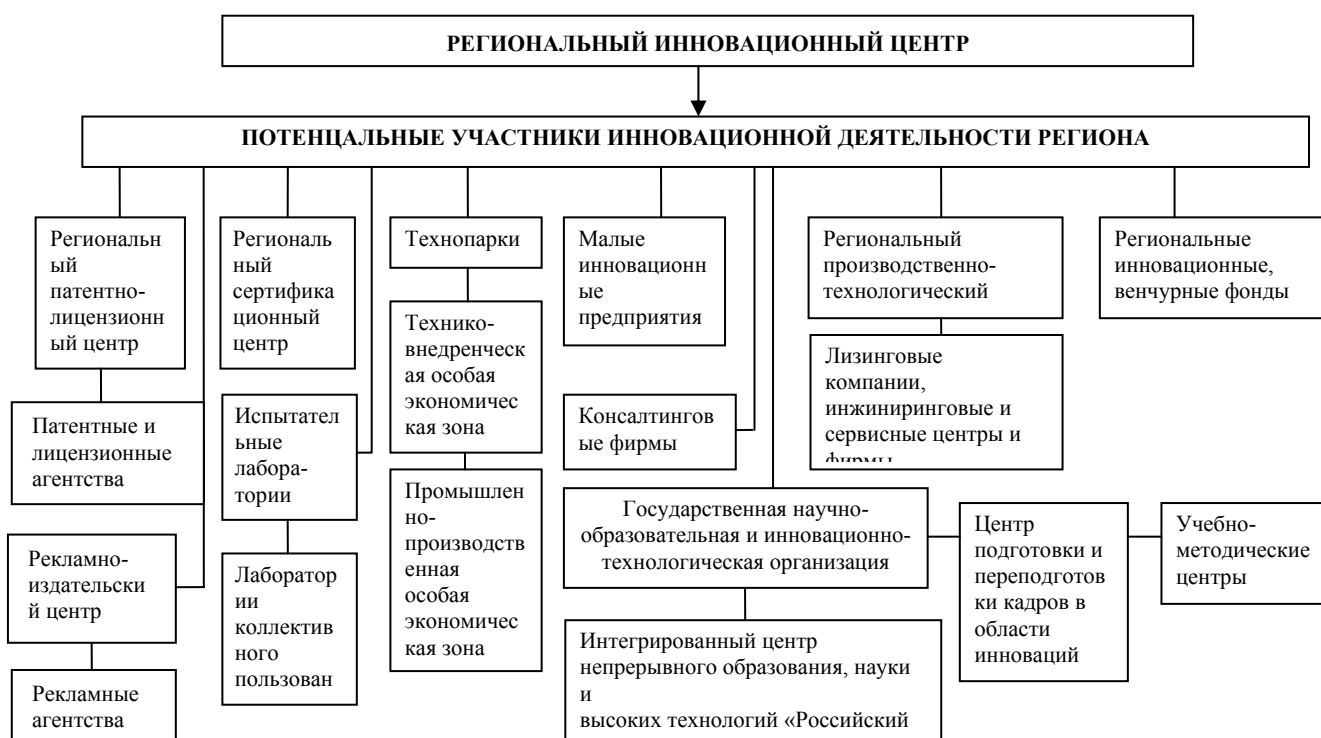 РЕГИОНАЛЬНЫЙ ИННОВАЦИОННЫЙ ЦЕНТР
ПОТЕНЦАЛЬНЫЕ УЧАСТНИКИ ИННОВАЦИОННОЙ ДЕЯТЕЛЬНОСТИ РЕГИОНА
Региональн
ый
патентно-
лицензионн
ый центр
Региональ
ный
сертифика
ционный
центр
Технопарки
Малые
инновационн
ые
предприятия
Региональный
производственно-
технологический
Региональные
инновационные,
венчурные фонды
Технико-
внедренческ
ая особая
экономичес
кая зона
Лизинговые
компании,
инжиниринговые и
сервисные центры и
фирмы
Патентные и
лицензионные
агентства
Испытател
ьные
лабора-
тории
Консалтингов
ые фирмы
Промышлен
но-
производств
енная
особая
экономичес
кая зона
Государственная научно-
образовательная и инновационно-
технологическая организация
Центр
подготовки и
переподготов
ки кадров в
области
инноваций
Учебно-
методические
центры
Рекламно-
издательски
й центр
Лаборатор
ии
коллектив
ного
пользован
Интегрированный центр
непрерывного образования, науки
и
высоких технологий «Российский
Рекламные
агентства